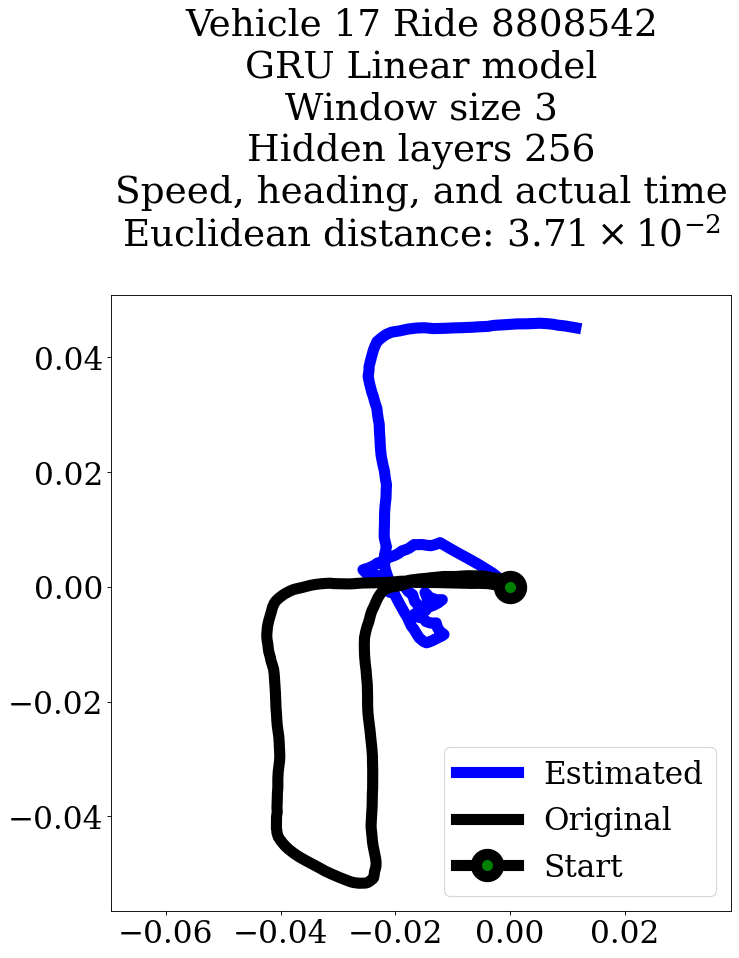 Vehicle 17 Ride 8808542
GRU Linear model
Window size 3
Hidden layers 256
Speed, heading, and actual time
Euclidean distance: 3.71 × 10⁻²
0.04
0.02
0.00
−0.02
−0.04
Estimated
Original
Start
−0.06 −0.04 −0.02 0.00 0.02